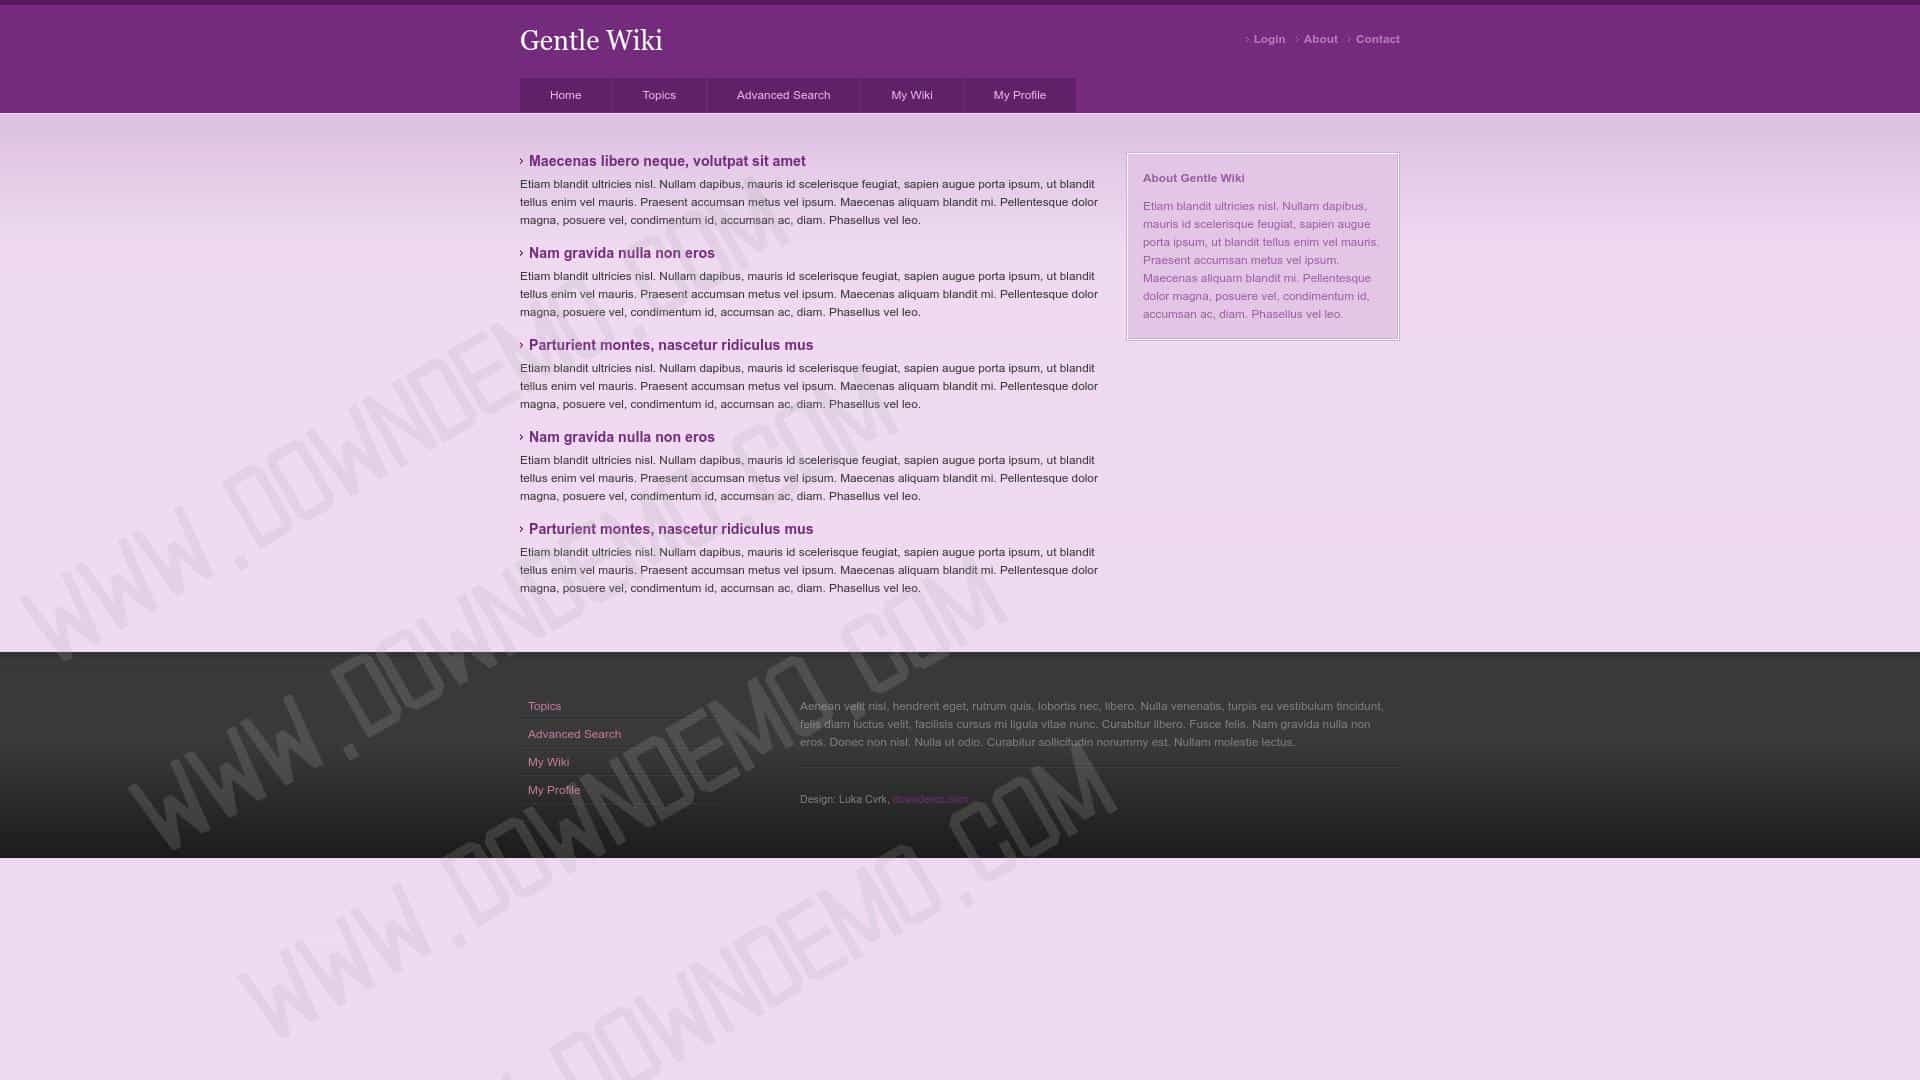 Gentle Wiki
Login
About
Contact
Home
Topics
Advanced Search
My Wiki
My Profile
Maecenas libero neque, volutpat sit amet
Etiam blandit ultricies nisl. Nullam dapibus, mauris id scelerisque feugiat, sapien augue porta ipsum, ut blandit
tellus enim vel mauris. Praesent accumsan metus vel ipsum. Maecenas aliquam blandit mi. Pellentesque dolor
magna, posuere vel, condimentum id, accumsan ac, diam. Phasellus vel leo.
Nam gravida nulla non eros
Etiam blandit ultricies nisl. Nullam dapibus, mauris id scelerisque feugiat, sapien augue porta ipsum, ut blandit
tellus enim vel mauris. Praesent accumsan metus vel ipsum. Maecenas aliquam blandit mi. Pellentesque dolor
magna, posuere vel, condimentum id, accumsan ac, diam. Phasellus vel leo.
Parturient montes, nascetur ridiculus mus
Etiam blandit ultricies nisl. Nullam dapibus, mauris id scelerisque feugiat, sapien augue porta ipsum, ut blandit
tellus enim vel mauris. Praesent accumsan metus vel ipsum. Maecenas aliquam blandit mi. Pellentesque dolor
magna, posuere vel, condimentum id, accumsan ac, diam. Phasellus vel leo.
Nam gravida nulla non eros
Etiam blandit ultricies nisl. Nullam dapibus, mauris id scelerisque feugiat, sapien augue porta ipsum, ut blandit
tellus enim vel mauris. Praesent accumsan metus vel ipsum. Maecenas aliquam blandit mi. Pellentesque dolor
magna, posuere vel, condimentum id, accumsan ac, diam. Phasellus vel leo.
Parturient montes, nascetur ridiculus mus
Etiam blandit ultricies nisl. Nullam dapibus, mauris id scelerisque feugiat, sapien augue porta ipsum, ut blandit
tellus enim vel mauris. Praesent accumsan metus vel ipsum. Maecenas aliquam blandit mi. Pellentesque dolor
magna, posuere vel, condimentum id, accumsan ac, diam. Phasellus vel leo.
About Gentle Wiki
Etiam blandit ultricies nisl. Nullam dapibus,
mauris id scelerisque feugiat, sapien augue
porta ipsum, ut blandit tellus enim vel mauris.
Praesent accumsan metus vel ipsum.
Maecenas aliquam blandit mi. Pellentesque
dolor magna, posuere vel, condimentum id,
accumsan ac, diam. Phasellus vel leo.
Topics
Advanced Search
My Wiki
My Profile
Aenean velit nisl, hendrerit eget, rutrum quis, lobortis nec, libero. Nulla venenatis, turpis eu vestibulum tincidunt,
felis diam luctus velit, facilisis cursus mi ligula vitae nunc. Curabitur libero. Fusce felis. Nam gravida nulla non
eros. Donec non nisl. Nulla ut odio. Curabitur sollicitudin nonummy est. Nullam molestie lectus.
Design: Luka Cvrk, downdemo.com
WWW.DOWNDEMO.COM
WWW.DOWNDEMO.COM
WWW.DOWNDEMO.COM
DOWNDEMO.COM